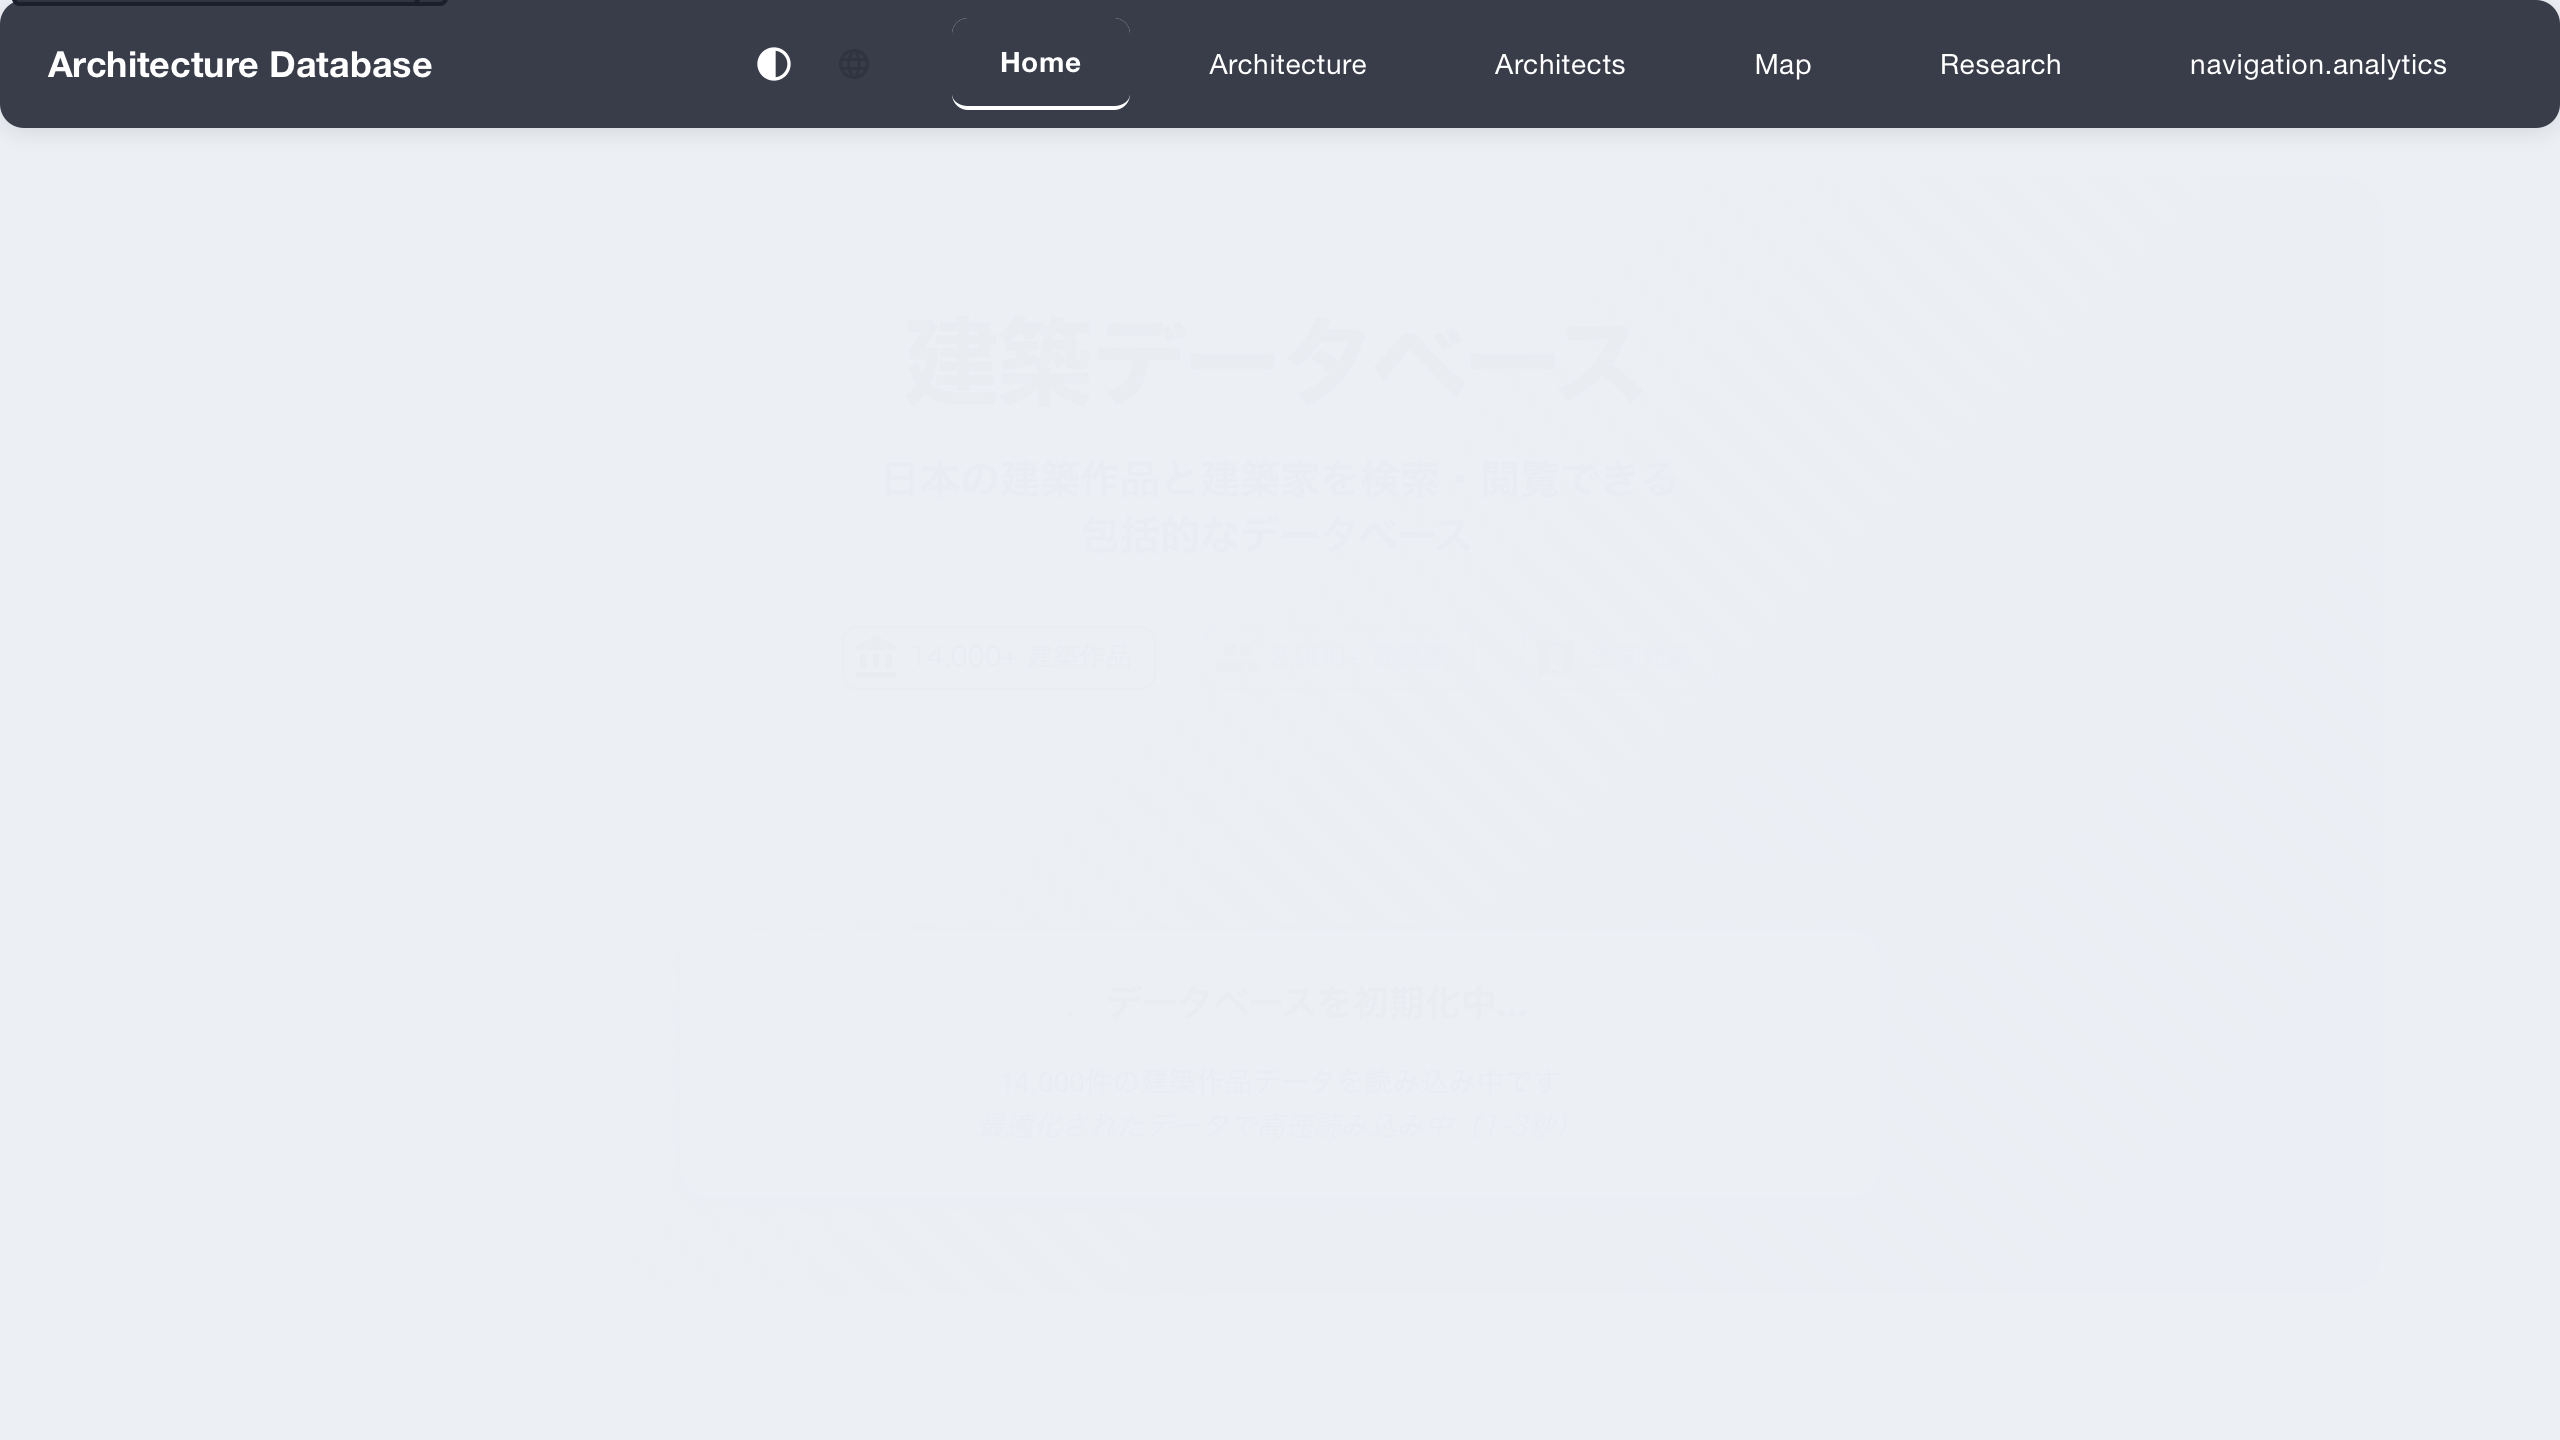 Architecture Database
Home
Architecture
Architects
Map
Research
navigation.analytics
建築データベース
日本の建築作品と建築家を検索・閲覧できる
包括的なデータベース
14,000+ 建築作品
データベースを初期化中...
14,000件の建築作品データを読み込み中です
最適化されたデータで高速読み込み中（1-3秒）